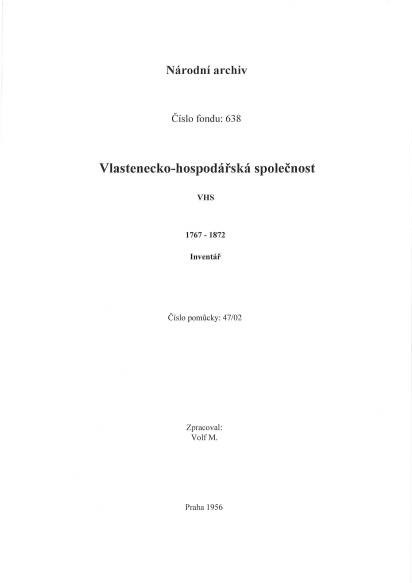 Národní archiv
Číslo fondu: 638
Vlastenecko-hospodářská společnost
VHS
1767 - 1872
Inventář
Číslo pomůcky: 47/02
Zpracoval:
Volf M.
Praha 1956